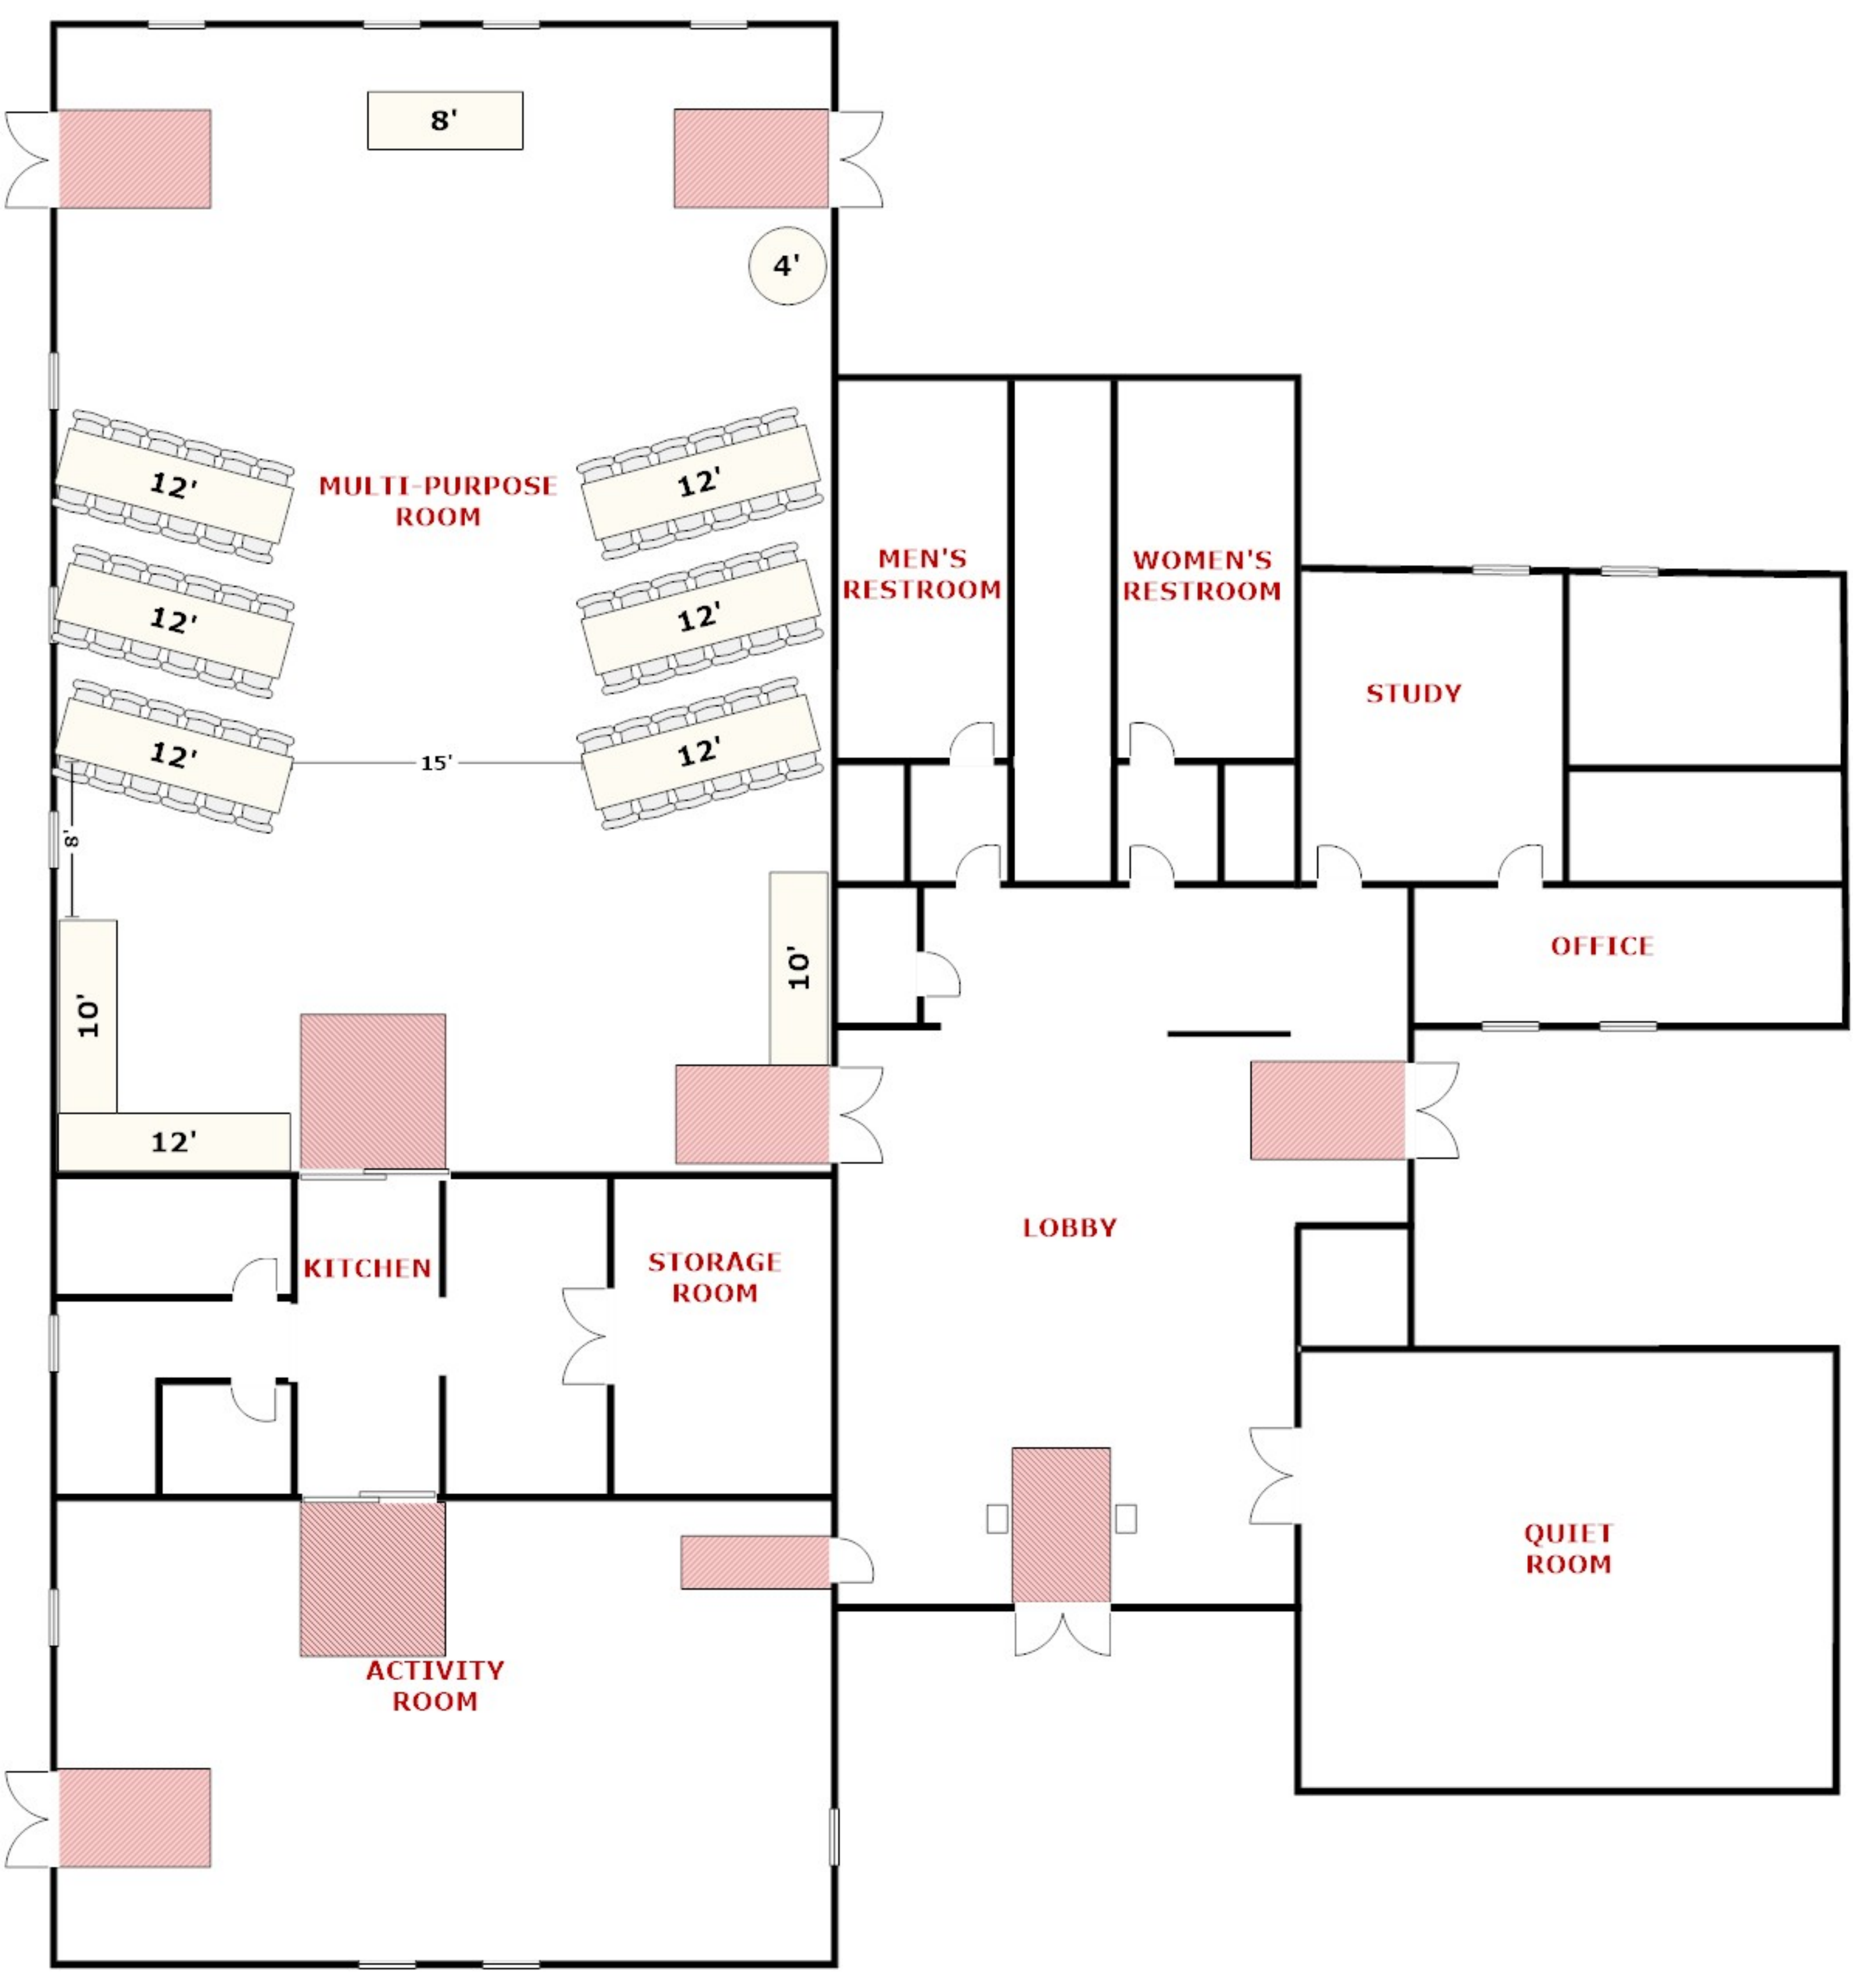 8'
4'
12'
12'
MULTI-PURPOSE
ROOM
12'
12'
12'
12'
15'
8'
10'
10'
12'
MEN'S
RESTROOM
WOMEN'S
RESTROOM
STUDY
OFFICE
LOBBY
KITCHEN
STORAGE
ROOM
QUIET
ROOM
ACTIVITY
ROOM